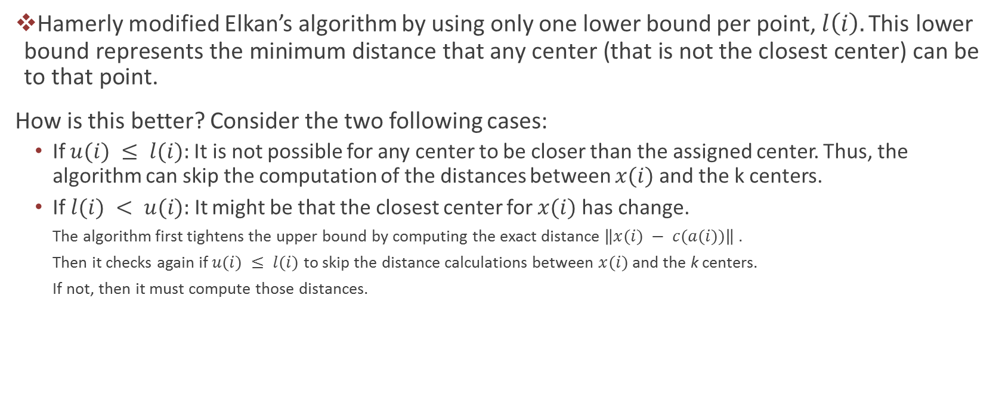 ❖Hamerly modified Elkan’s algorithm by using only one lower bound per point, l(i). This lower
bound represents the minimum distance that any center (that is not the closest center) can be
to that point.
How is this better? Consider the two following cases:
• If u(i) ≤ l(i): It is not possible for any center to be closer than the assigned center. Thus, the
algorithm can skip the computation of the distances between x(i) and the k centers.
• If l(i) < u(i): It might be that the closest center for x(i) has change.
The algorithm first tightens the upper bound by computing the exact distance ‖x(i) − c(a(i))‖ .
Then it checks again if u(i) ≤ l(i) to skip the distance calculations between x(i) and the k centers.
If not, then it must compute those distances.